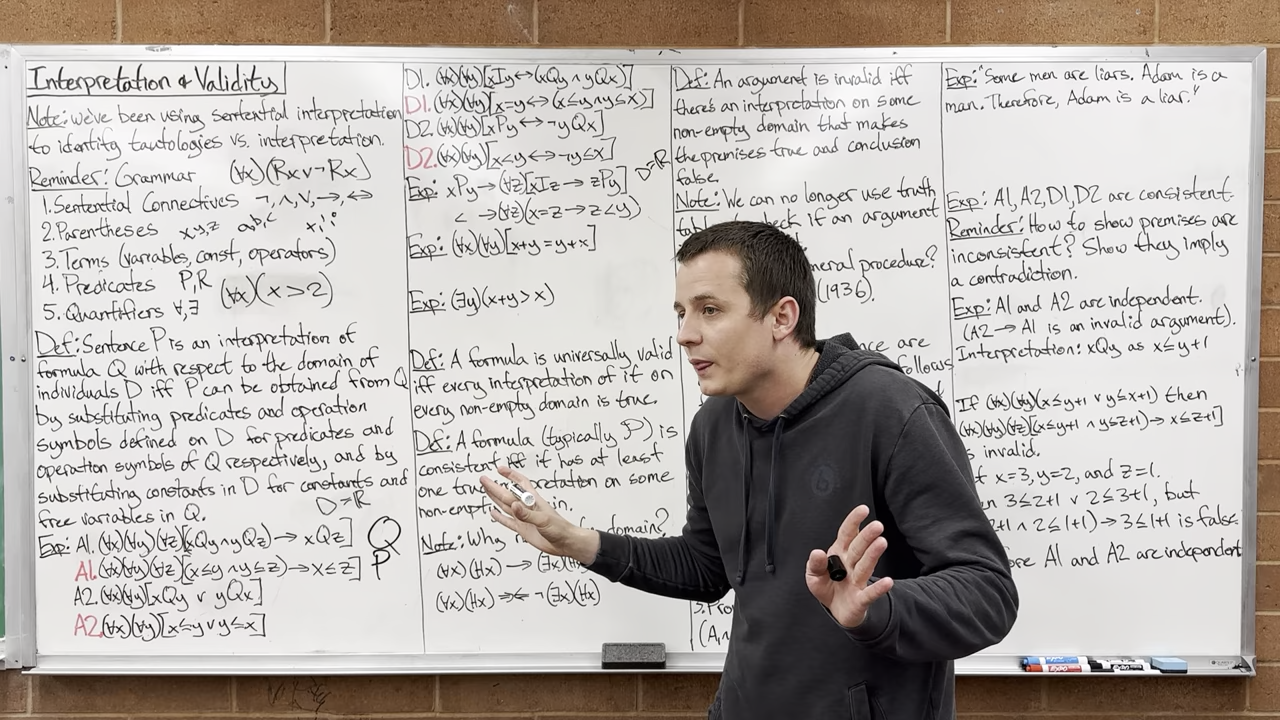 Interpretation & Validity
Note: we've been using sentential interpretation
to identify tautologies vs. interpretation.
Reminder: Grammar (∀x)(Rx ∨ ¬Rx)
1. Sentential Connectives ¬, ∧, ∨, →, ↔
2. Parentheses x,y,z a,b,c
3. Terms (variables, const, operators)
4. Predicates P,R (∀x)(x>2)
5. Quantifiers ∀,∃
Def: Sentence P is an interpretation of
formula Q with respect to the domain of
individuals D iff P can be obtained from Q
by substituting predicates and operation
symbols defined on D for predicates and
operation symbols of Q respectively, and by
substituting constants in D for constants and
free variables in Q. D=ℝ
Exp: A1. (∀x)(∀y)(∀z)[xQy ∧ yQz) → xQz] Q
A1. (∀x)(∀y)(∀z)[(x≤y ∧ y≤z)→x≤z] P
A2. (∀x)(∀y)[xQy ∨ yQx]
A2. (∀x)(∀y)[x≤y ∨ y≤x]
D1. (∀x)(∀y)[xIy ↔ (xQy ∧ yQx)]
D1. (∀x)(∀y)[x=y ↔ (x≤y ∧ y≤x)]
D2. (∀x)(∀y)[xPy ↔ ¬yQx]
D2. (∀x)(∀y)[x<y ↔ ¬y≤x]
D=ℝ
Exp: xPy → (∀z)[xIz → zPy]
< → (∀z)(x=z → z<y)
Exp: (∀x)(∀y)[x+y=y+x]
Exp: (∃y)(x+y>x)
Def: A formula is universally valid
iff every interpretation of it on
every non-empty domain is true.
Def: A formula (typically P) is
consistent iff it has at least
one true interpretation on some
non-empty
Note: Why domain?
(∀x)(Hx) → (∃x)(H
(∀x)(Hx) ¬(∃x)(Hx)
Def: An argument is invalid iff
there's an interpretation on some
non-empty domain that makes
the premises true and conclusion
false.
Note: We can no longer use truth
check if an argument
procedure?
(1936).
are
follows
(A
Exp: "Some men are liars. Adam is a
man. Therefore, Adam is a liar."
Exp: A1, A2, D1, D2 are consistent.
Reminder: How to show premises are
inconsistent? Show they imply
a contradiction.
Exp: A1 and A2 are independent.
(A2 → A1 is an invalid argument).
Interpretation: xQy as x≤y+1
If (∀x)(∀y)(x≤y+1 ∨ y≤x+1) then
(∀x)(∀y)(∀z)[(x≤y+1 ∧ y≤z+1)→x≤z+1]
invalid.
x=3, y=2, and z=1.
3≤2+1 ∨ 2≤3+1, but
2+1 ∧ 2≤1+1)→3≤1+1 is false.
A1 and A2 are independent